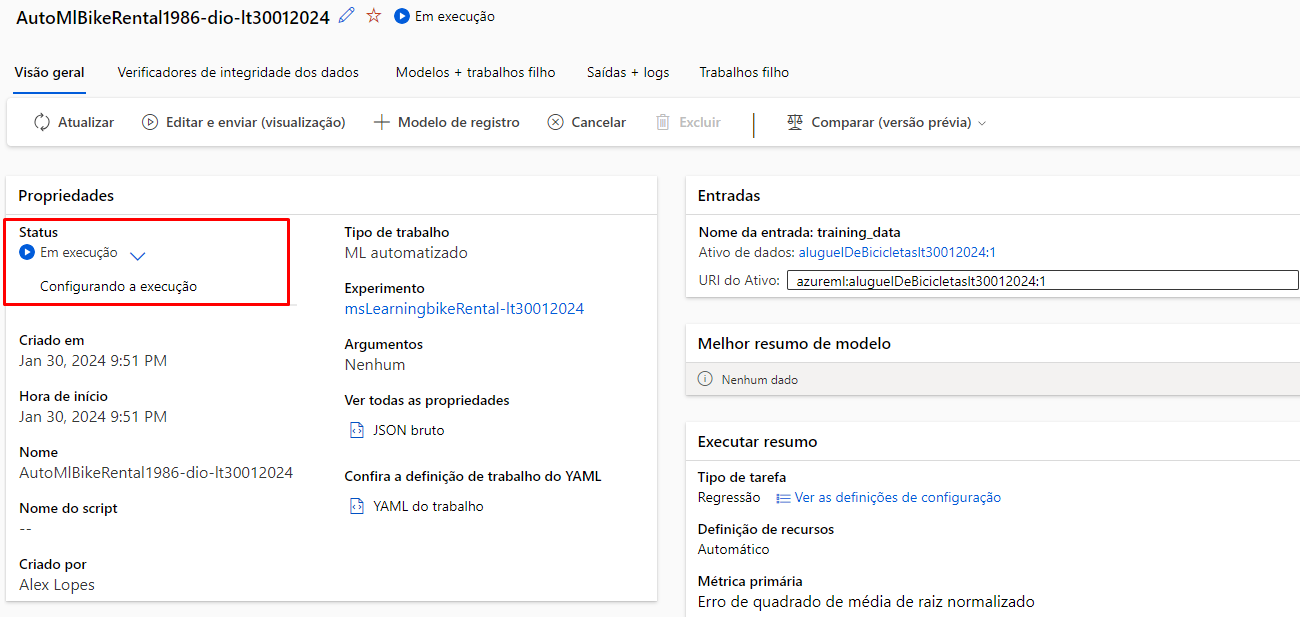 AutoMlBikeRental1986-dio-lt30012024 Em execução
Visão geral Verificadores de integridade dos dados Modelos + trabalhos filho Saídas + logs Trabalhos filho
Atualizar Editar e enviar (visualização) Modelo de registro Cancelar Excluir Comparar (versão prévia)
Propriedades
Status
Em execução
Configurando a execução
Criado em
Jan 30, 2024 9:51 PM
Hora de início
Jan 30, 2024 9:51 PM
Nome
AutoMlBikeRental1986-dio-lt30012024
Nome do script
--
Criado por
Alex Lopes
Tipo de trabalho
ML automatizado
Experimento
msLearningbikeRental-lt30012024
Argumentos
Nenhum
Ver todas as propriedades
JSON bruto
Confira a definição de trabalho do YAML
YAML do trabalho
Entradas
Nome da entrada: training_data
Ativo de dados: aluguelDeBicicletaslt30012024:1
URI do Ativo: azureml:aluguelDeBicicletaslt30012024:1
Melhor resumo de modelo
Nenhum dado
Executar resumo
Tipo de tarefa
Regressão Ver as definições de configuração
Definição de recursos
Automático
Métrica primária
Erro de quadrado de média de raiz normalizado